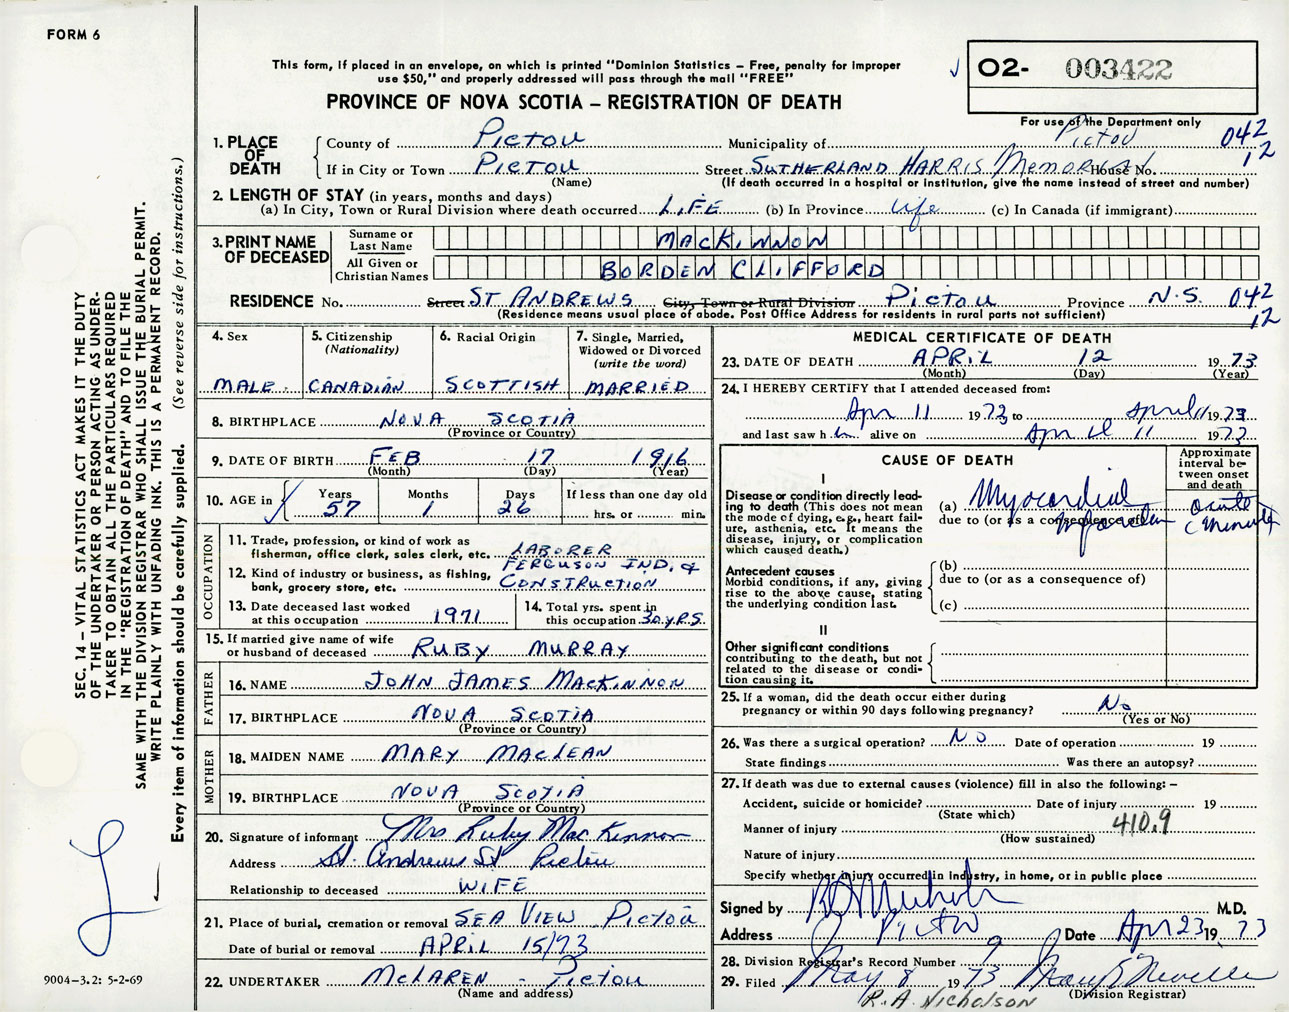 FORM 6
This form, if placed in an envelope, on which is printed "Dominion Statistics – Free, penalty for improper
use $50," and properly addressed will pass through the mail "FREE"
PROVINCE OF NOVA SCOTIA – REGISTRATION OF DEATH
O2- 003422
For use of the Department only
1. PLACE OF DEATH
County of Pictou Municipality of Pictou 042
If in City or Town Pictou Street SUTHERLAND HARRIS MEMORIAL House No. 12
(Name) (If death occurred in a hospital or institution, give the name instead of street and number)
2. LENGTH OF STAY (in years, months and days)
(a) In City, Town or Rural Division where death occurred LIFE (b) In Province life (c) In Canada (if immigrant)
3. PRINT NAME OF DECEASED
Surname or Last Name MACKINNON
All Given or Christian Names BORDEN CLIFFORD
RESIDENCE No. Street ST ANDREWS City, Town or Rural Division Pictou Province N.S. 042
(Residence means usual place of abode. Post Office Address for residents in rural parts not sufficient) 12
4. Sex MALE
5. Citizenship (Nationality) CANADIAN
6. Racial Origin SCOTTISH
7. Single, Married, Widowed or Divorced (write the word) MARRIED
8. BIRTHPLACE NOVA SCOTIA
(Province or Country)
9. DATE OF BIRTH FEB 17 1916
(Month) (Day) (Year)
10. AGE in Years 57 Months 1 Days 26 If less than one day old
hrs. or min.
OCCUPATION
11. Trade, profession, or kind of work as
fisherman, office clerk, sales clerk, etc. LABORER
12. Kind of industry or business, as fishing, FERGUSON IND. &
bank, grocery store, etc. CONSTRUCTION
13. Date deceased last worked
at this occupation 1971
14. Total yrs. spent in
this occupation 30 YRS.
15. If married give name of wife
or husband of deceased RUBY MURRAY
FATHER
16. NAME JOHN JAMES MACKINNON
17. BIRTHPLACE NOVA SCOTIA
(Province or Country)
MOTHER
18. MAIDEN NAME MARY MACLEAN
19. BIRTHPLACE NOVA SCOTIA
(Province or Country)
20. Signature of informant Mrs Ruby MacKinnon
Address St. Andrews St Pictou
Relationship to deceased WIFE
21. Place of burial, cremation or removal SEA VIEW Pictou
Date of burial or removal APRIL 15/73
22. UNDERTAKER McLAREN - Pictou
(Name and address)
MEDICAL CERTIFICATE OF DEATH
23. DATE OF DEATH APRIL 12 1973
(Month) (Day) (Year)
24. I HEREBY CERTIFY that I attended deceased from:
Apr 11 1973 to April 11 1973
and last saw h im alive on April 11 1973
CAUSE OF DEATH
Approximate interval between onset and death
I
Disease or condition directly lead-
ing to death (This does not mean
the mode of dying, e.g., heart fail-
ure, asthenia, etc. It means the
disease, injury, or complication
which caused death.)
(a) Myocardial
due to (or as a consequence of) Infarction
acute
minutes
Antecedent causes
Morbid conditions, if any, giving
rise to the above cause, stating
the underlying condition last.
(b)
due to (or as a consequence of)
(c)
II
Other significant conditions
contributing to the death, but not
related to the disease or condi-
tion causing it.
25. If a woman, did the death occur either during
pregnancy or within 90 days following pregnancy? No
(Yes or No)
26. Was there a surgical operation? NO Date of operation 19
State findings Was there an autopsy?
27. If death was due to external causes (violence) fill in also the following: –
Accident, suicide or homicide? Date of injury 19
(State which)
Manner of injury 410.9
(How sustained)
Nature of injury
Specify whether injury occurred in industry, in home, or in public place
Signed by M.D.
Address Pictou Date Apr 23 1973
28. Division Registrar's Record Number 9
29. Filed May 8 1973
(Division Registrar)
R.A. Nicholson
SEC. 14 – VITAL STATISTICS ACT MAKES IT THE DUTY
OF THE UNDERTAKER OR PERSON ACTING AS UNDER-
TAKER TO OBTAIN ALL THE PARTICULARS REQUIRED
IN THE "REGISTRATION OF DEATH" AND TO FILE THE
SAME WITH THE DIVISION REGISTRAR WHO SHALL ISSUE THE BURIAL PERMIT.
WRITE PLAINLY WITH UNFADING INK. THIS IS A PERMANENT RECORD.
Every item of information should be carefully supplied. (See reverse side for instructions.)
9004-3.2: 5-2-69